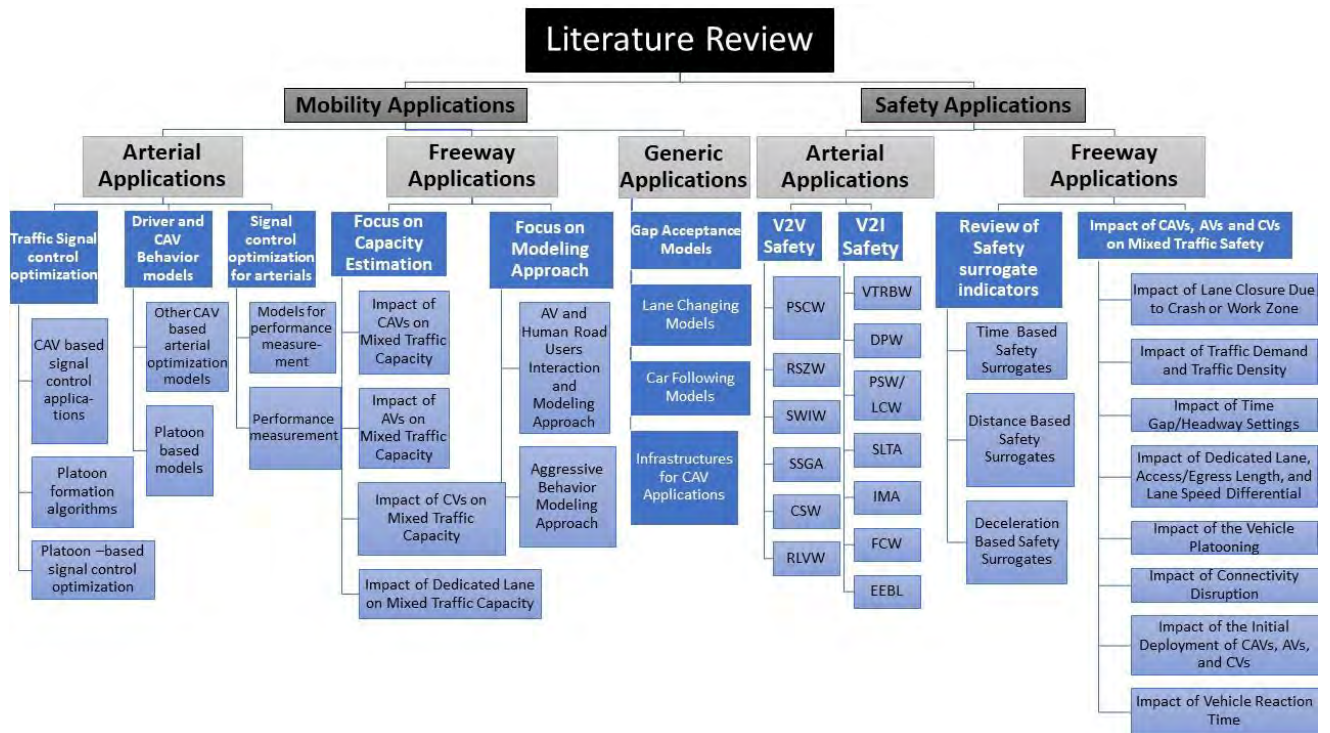 Literature Review
Mobility Applications
Safety Applications
Arterial
Applications
Freeway
Applications
Generic
Applications
Arterial
Applications
Freeway
Applications
Traffic Signal
control
optimization
CAV based
signal
control
applica-
tions
Platoon
formation
algorithms
Platoon –based
signal control
optimization
Driver and
CAV
Behavior
models
Other CAV
based
arterial
optimization
models
Platoon
based
models
Signal
control
optimization
for arterials
Models for
performance
measure-
ment
Performance
measurement
Focus on
Capacity
Estimation
Impact of
CAVs on
Mixed Traffic
Capacity
Impact of
AVs on
Mixed Traffic
Capacity
Impact of CVs on
Mixed Traffic
Capacity
Impact of Dedicated Lane
on Mixed Traffic Capacity
Focus on
Modeling
Approach
AV and
Human Road
Users
Interaction
and
Modeling
Approach
Aggressive
Behavior
Modeling
Approach
Gap Acceptance
Models
Lane Changing
Models
Car Following
Models
Infrastructures
for CAV
Applications
V2V
Safety
PSCW
RSZW
SWIW
SSGA
CSW
RLVW
V2I
Safety
VTRBW
DPW
PSW/
LCW
SLTA
IMA
FCW
EEBL
Review of
Safety
surrogate
indicators
Time Based
Safety
Surrogates
Distance Based
Safety
Surrogates
Deceleration
Based Safety
Surrogates
Impact of CAVs, AVs and CVs
on Mixed Traffic Safety
Impact of Lane Closure Due
to Crash or Work Zone
Impact of Traffic Demand
and Traffic Density
Impact of Time
Gap/Headway Settings
Impact of Dedicated Lane,
Access/Egress Length, and
Lane Speed Differential
Impact of the Vehicle
Platooning
Impact of Connectivity
Disruption
Impact of the Initial
Deployment of CAVs, AVs,
and CVs
Impact of Vehicle Reaction
Time